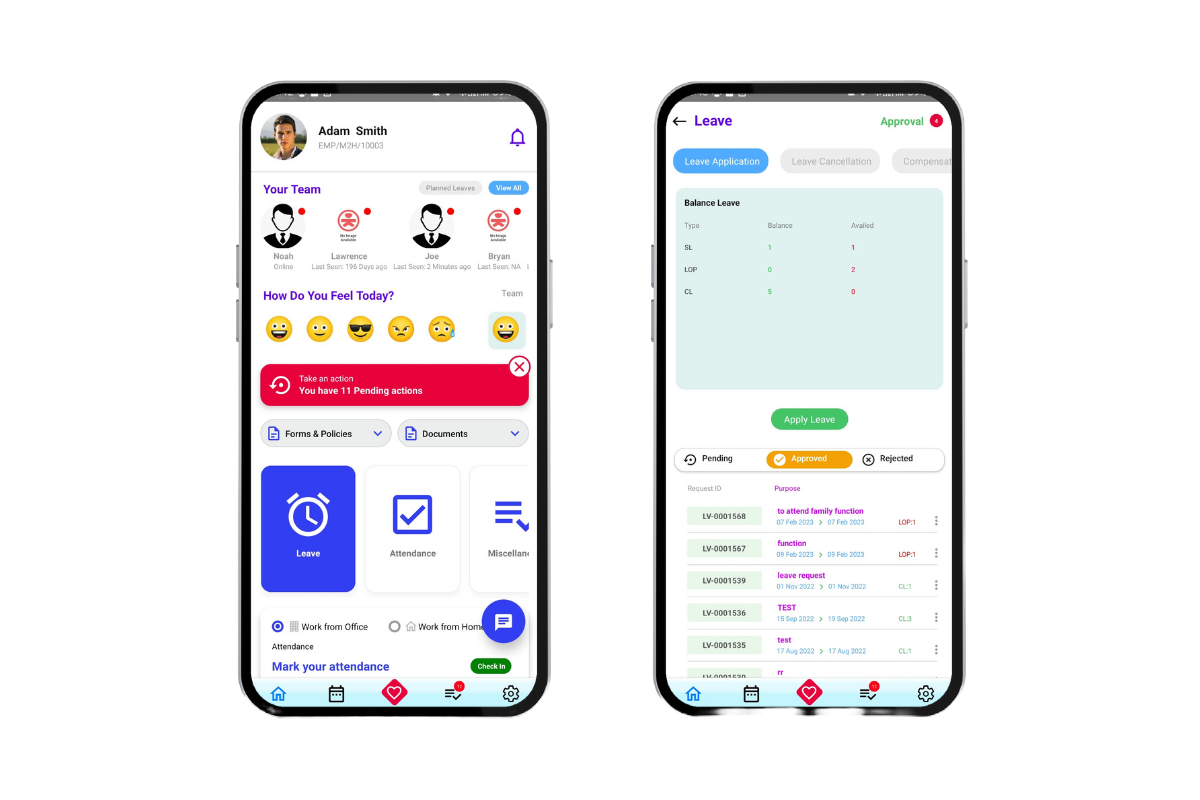 Adam Smith
EMP/M2H/10003
Your Team
Planned Leaves
View All
No Image
Available
No Image
Available
Noah
Lawrence
Joe
Bryan
Online
Last Seen: 196 Days ago
Last Seen: 2 Minutes ago
Last Seen: NA
L
How Do You Feel Today?
Team
Take an action
You have 11 Pending actions
Forms & Policies
Documents
Leave
Attendance
Miscellan
Work from Office
Work from Home
Attendance
Mark your attendance
Check In
11
Leave
Approval 4
Leave Application
Leave Cancellation
Compensat
Balance Leave
Type Balance Availed
SL 1 1
LOP 0 2
CL 5 0
Apply Leave
Pending
Approved
Rejected
Request ID Purpose
to attend family function
LV-0001568 07 Feb 2023 > 07 Feb 2023 LOP:1
function
LV-0001567 09 Feb 2023 > 09 Feb 2023 LOP:1
leave request
LV-0001539 01 Nov 2022 > 01 Nov 2022 CL:1
TEST
LV-0001536 15 Sep 2022 > 19 Sep 2022 CL:3
test
LV-0001535 17 Aug 2022 > 17 Aug 2022 CL:1
rr
11